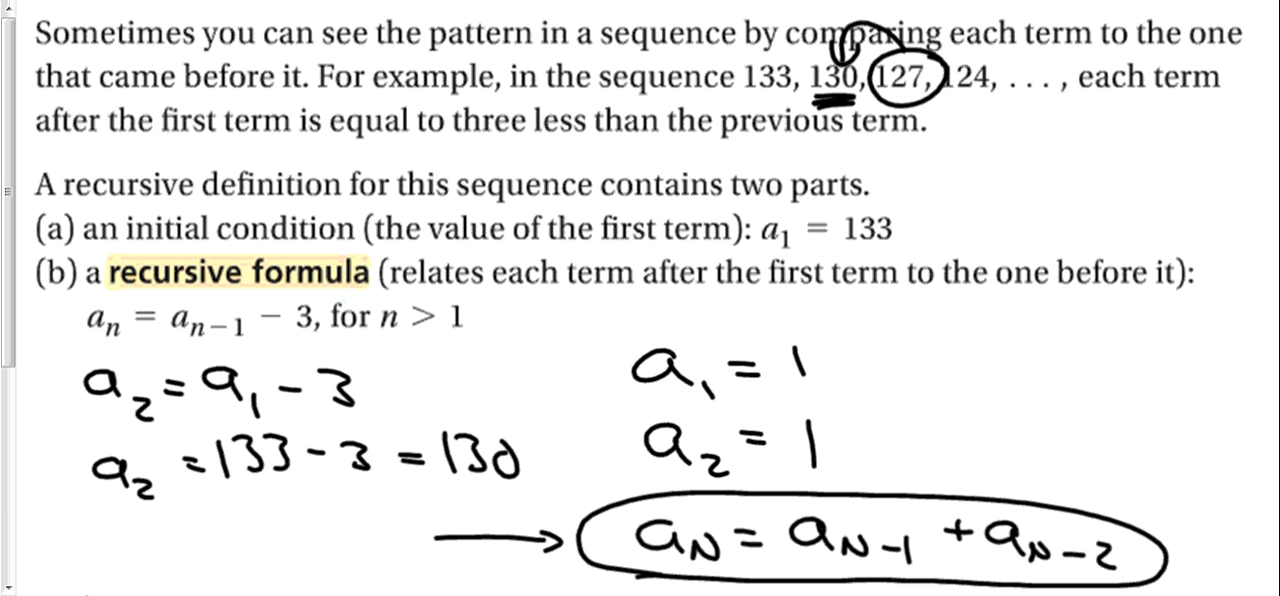 Sometimes you can see the pattern in a sequence by comparing each term to the one
that came before it. For example, in the sequence 133, 130, 127, 124, . . . , each term
after the first term is equal to three less than the previous term.
A recursive definition for this sequence contains two parts.
(a) an initial condition (the value of the first term): a₁ = 133
(b) a recursive formula (relates each term after the first term to the one before it):
aₙ = aₙ₋₁ − 3, for n > 1
a₂ = a₁ − 3
a₂ = 133 − 3 = 130
a₁ = 1
a₂ = 1
a_N = a_N−1 + a_N−2